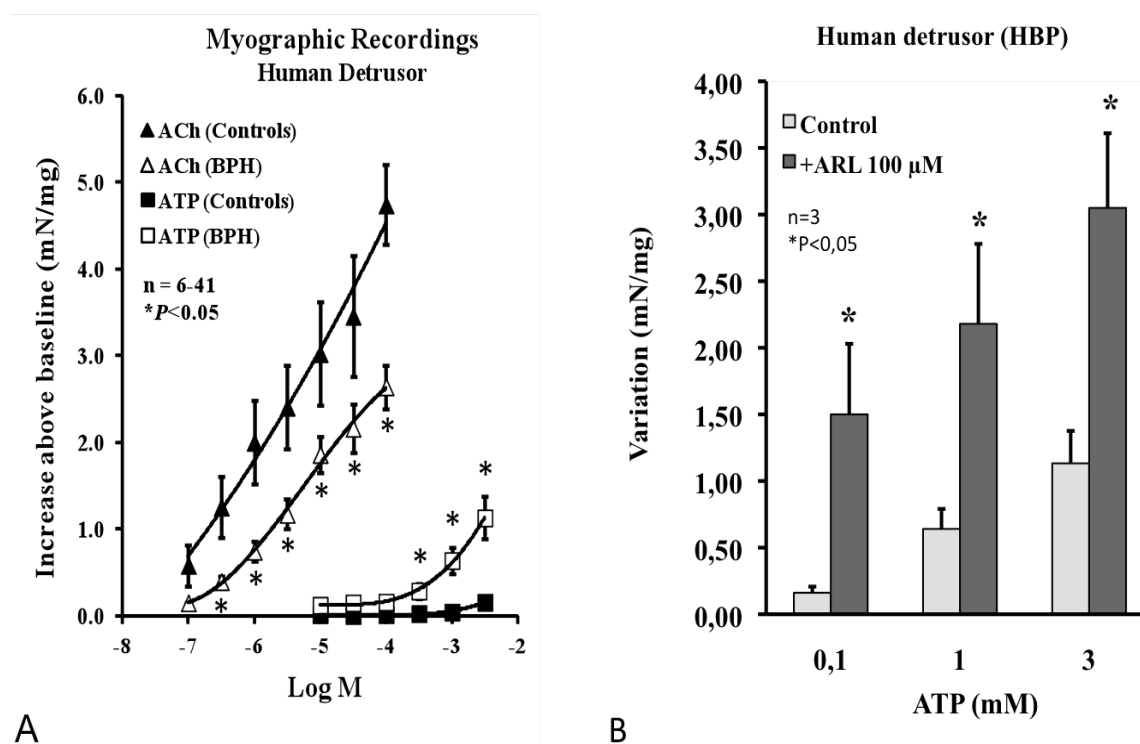 Myographic Recordings
Human Detrusor
Increase above baseline (mN/mg)
6.0
5.0
4.0
3.0
2.0
1.0
0.0
ACh (Controls)
ACh (BPH)
ATP (Controls)
ATP (BPH)
n = 6-41
*P<0.05
* * * * * *
* * *
-8 -7 -6 -5 -4 -3 -2
Log M
A
Human detrusor (HBP)
Variation (mN/mg)
4,00
3,50
3,00
2,50
2,00
1,50
1,00
0,50
0,00
Control
+ARL 100 µM
n=3
*P<0,05
* * *
0,1 1 3
ATP (mM)
B